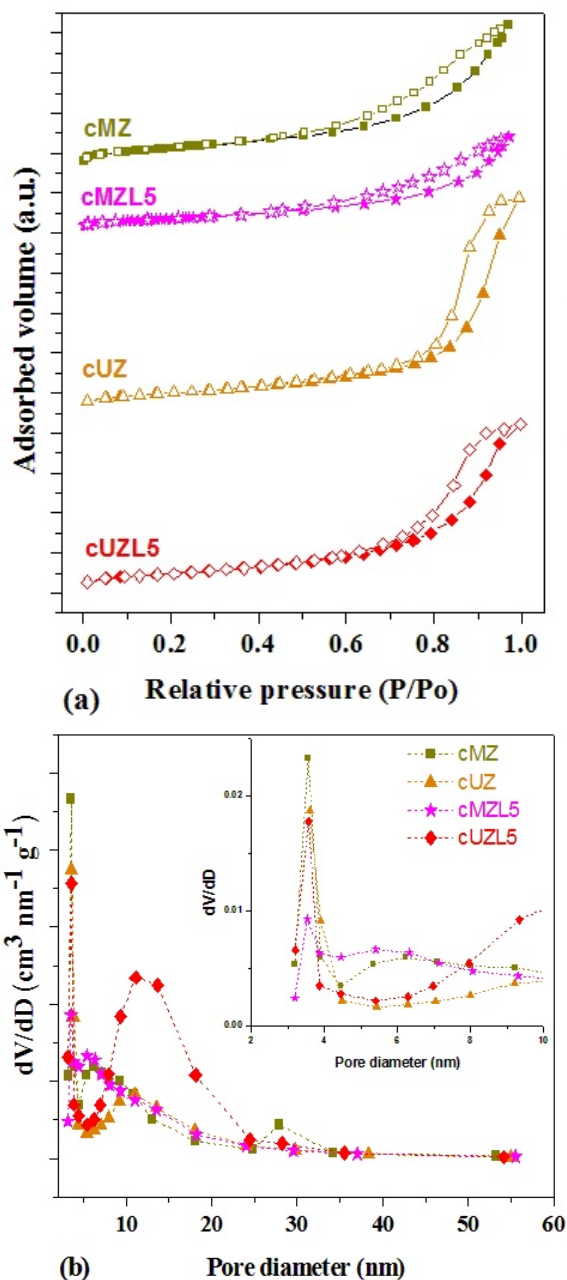 cMZ
cMZL5
cUZ
cUZL5
Adsorbed volume (a.u.)
0.0 0.2 0.4 0.6 0.8 1.0
(a) Relative pressure (P/Po)
dV/dD (cm³ nm⁻¹ g⁻¹)
cMZ
cUZ
cMZL5
cUZL5
dV/dD
0.02
0.01
0.00
2 4 6 8 10
Pore diameter (nm)
10 20 30 40 50 60
(b) Pore diameter (nm)